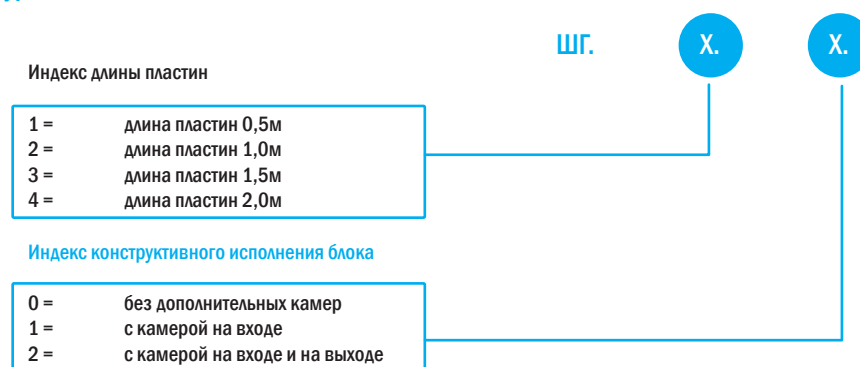 ШГ. X. X.
Индекс длины пластин
1 = длина пластин 0,5м
2 = длина пластин 1,0м
3 = длина пластин 1,5м
4 = длина пластин 2,0м
Индекс конструктивного исполнения блока
0 = без дополнительных камер
1 = с камерой на входе
2 = с камерой на входе и на выходе